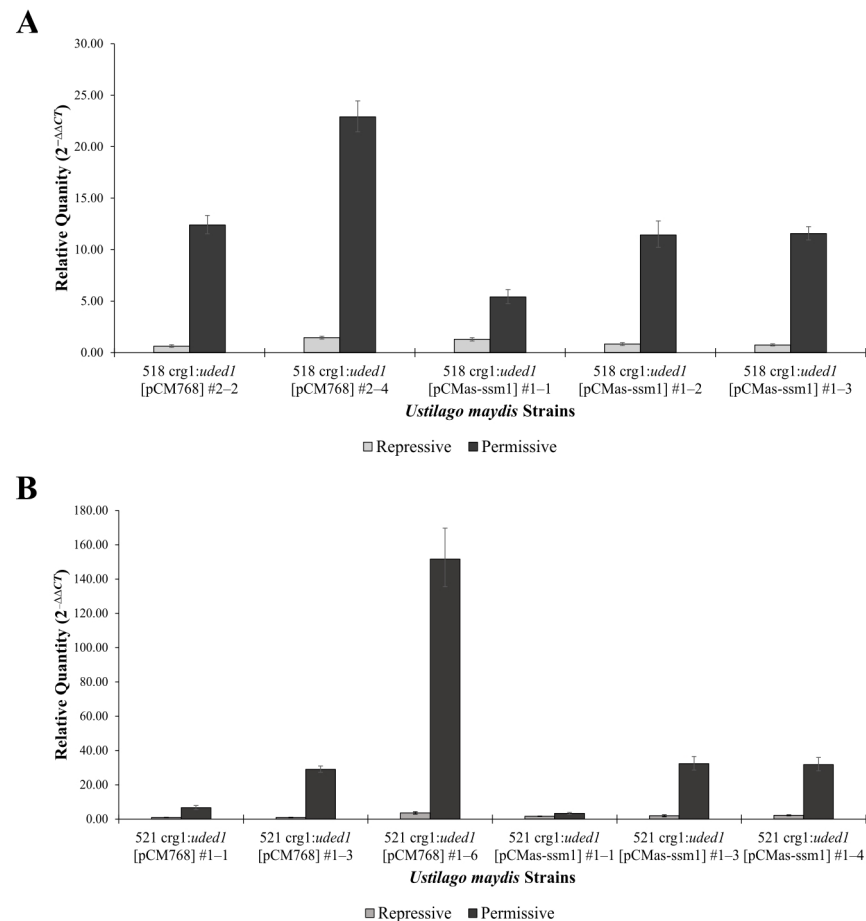 A
30.00
25.00
20.00
15.00
10.00
5.00
0.00
Relative Quanity (2^−ΔΔCT)
518 crg1:uded1 518 crg1:uded1 518 crg1:uded1 518 crg1:uded1 518 crg1:uded1
[pCM768] #2–2 [pCM768] #2–4 [pCMas-ssm1] #1–1 [pCMas-ssm1] #1–2 [pCMas-ssm1] #1–3
Ustilago maydis Strains
Repressive Permissive
B
180.00
160.00
140.00
120.00
100.00
80.00
60.00
40.00
20.00
0.00
Relative Quantity (2^−ΔΔCT)
521 crg1:uded1 521 crg1:uded1 521 crg1:uded1 521 crg1:uded1 521 crg1:uded1 521 crg1:uded1
[pCM768] #1–1 [pCM768] #1–3 [pCM768] #1–6 [pCMas-ssm1] #1–1 [pCMas-ssm1] #1–3 [pCMas-ssm1] #1–4
Ustilago maydis Strains
Repressive Permissive